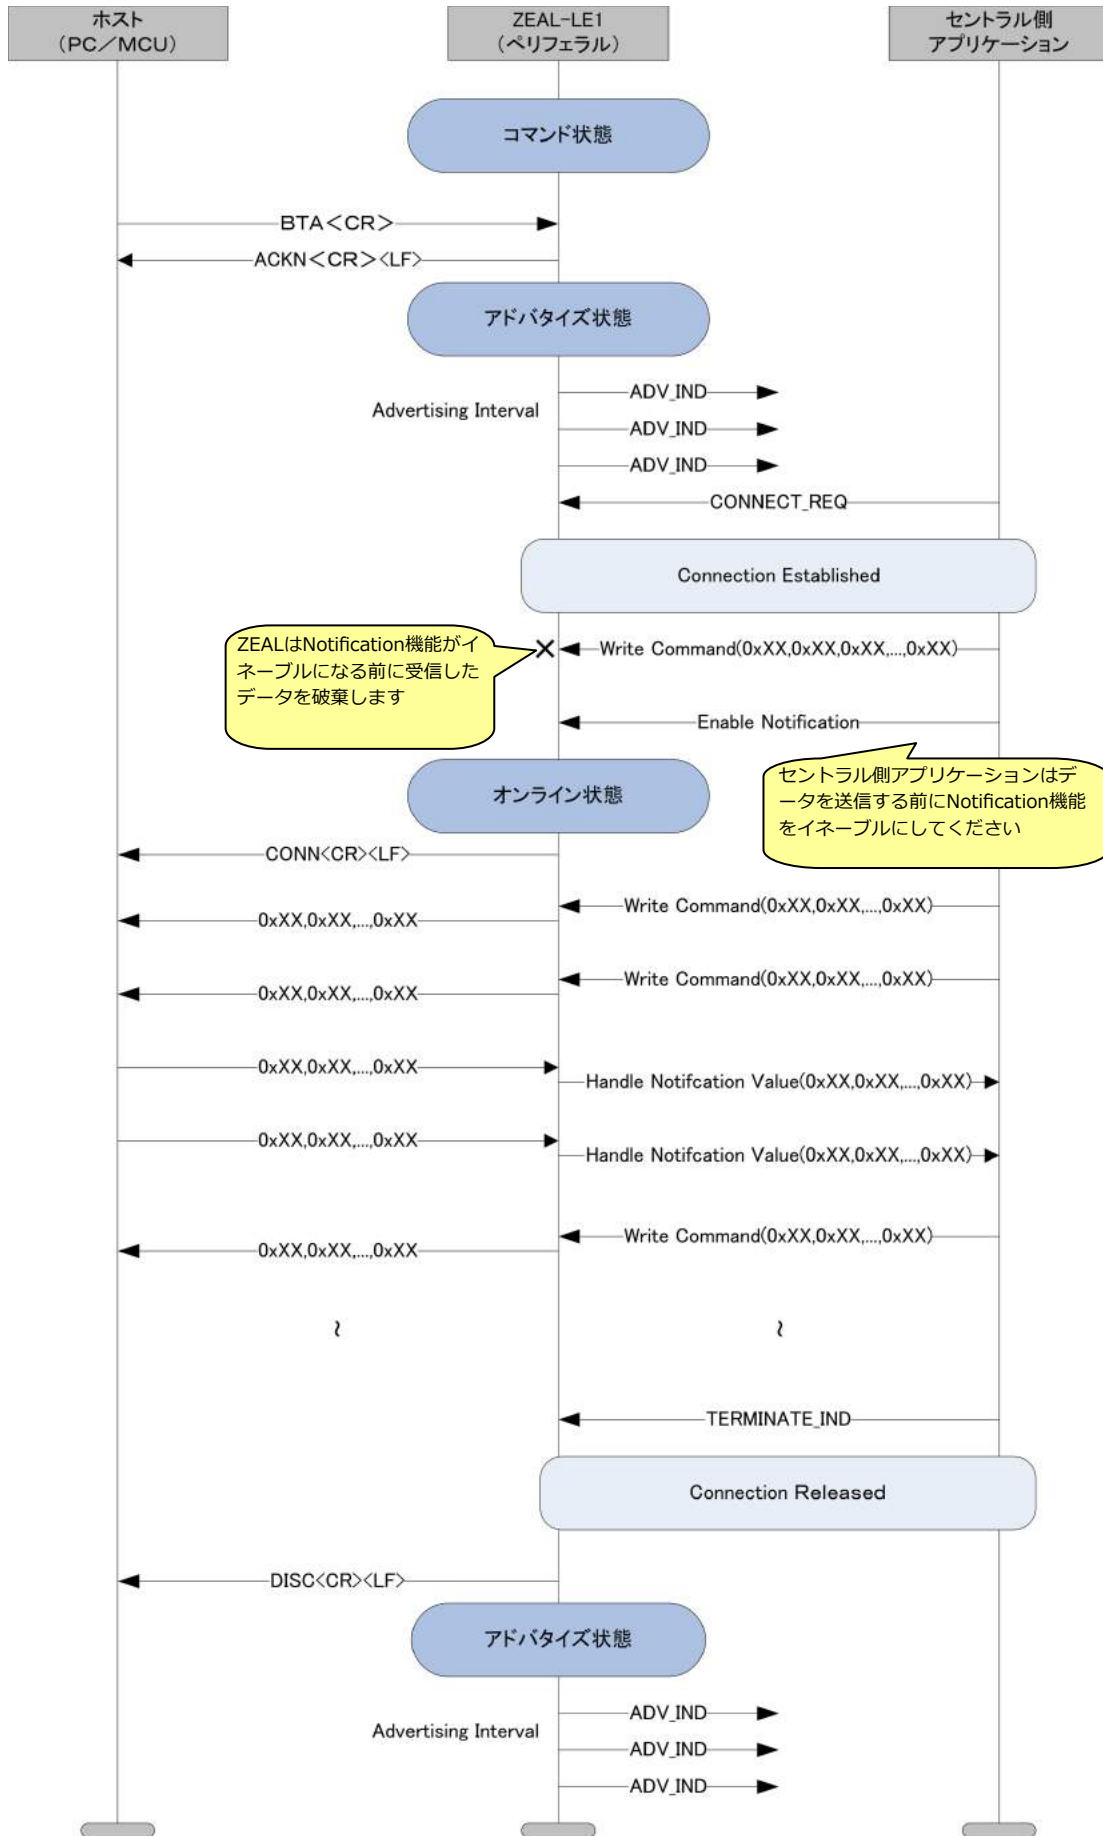 ホスト
(PC/MCU)
ZEAL-LE1
(ペリフェラル)
セントラル側
アプリケーション
コマンド状態
BTA<CR>
ACKN<CR><LF>
アドバタイズ状態
Advertising Interval
ADV_IND
ADV_IND
ADV_IND
CONNECT_REQ
Connection Established
ZEALはNotification機能がイ
ネーブルになる前に受信した
データを破棄します
Write Command(0xXX,0xXX,0xXX,...,0xXX)
Enable Notification
オンライン状態
セントラル側アプリケーションはデ
ータを送信する前にNotification機能
をイネーブルにしてください
CONN<CR><LF>
Write Command(0xXX,0xXX,...,0xXX)
0xXX,0xXX,...,0xXX
Write Command(0xXX,0xXX,...,0xXX)
0xXX,0xXX,...,0xXX
0xXX,0xXX,...,0xXX
Handle Notifcation Value(0xXX,0xXX,...,0xXX)
0xXX,0xXX,...,0xXX
Handle Notifcation Value(0xXX,0xXX,...,0xXX)
Write Command(0xXX,0xXX,...,0xXX)
0xXX,0xXX,...,0xXX
~
~
TERMINATE_IND
Connection Released
DISC<CR><LF>
アドバタイズ状態
Advertising Interval
ADV_IND
ADV_IND
ADV_IND